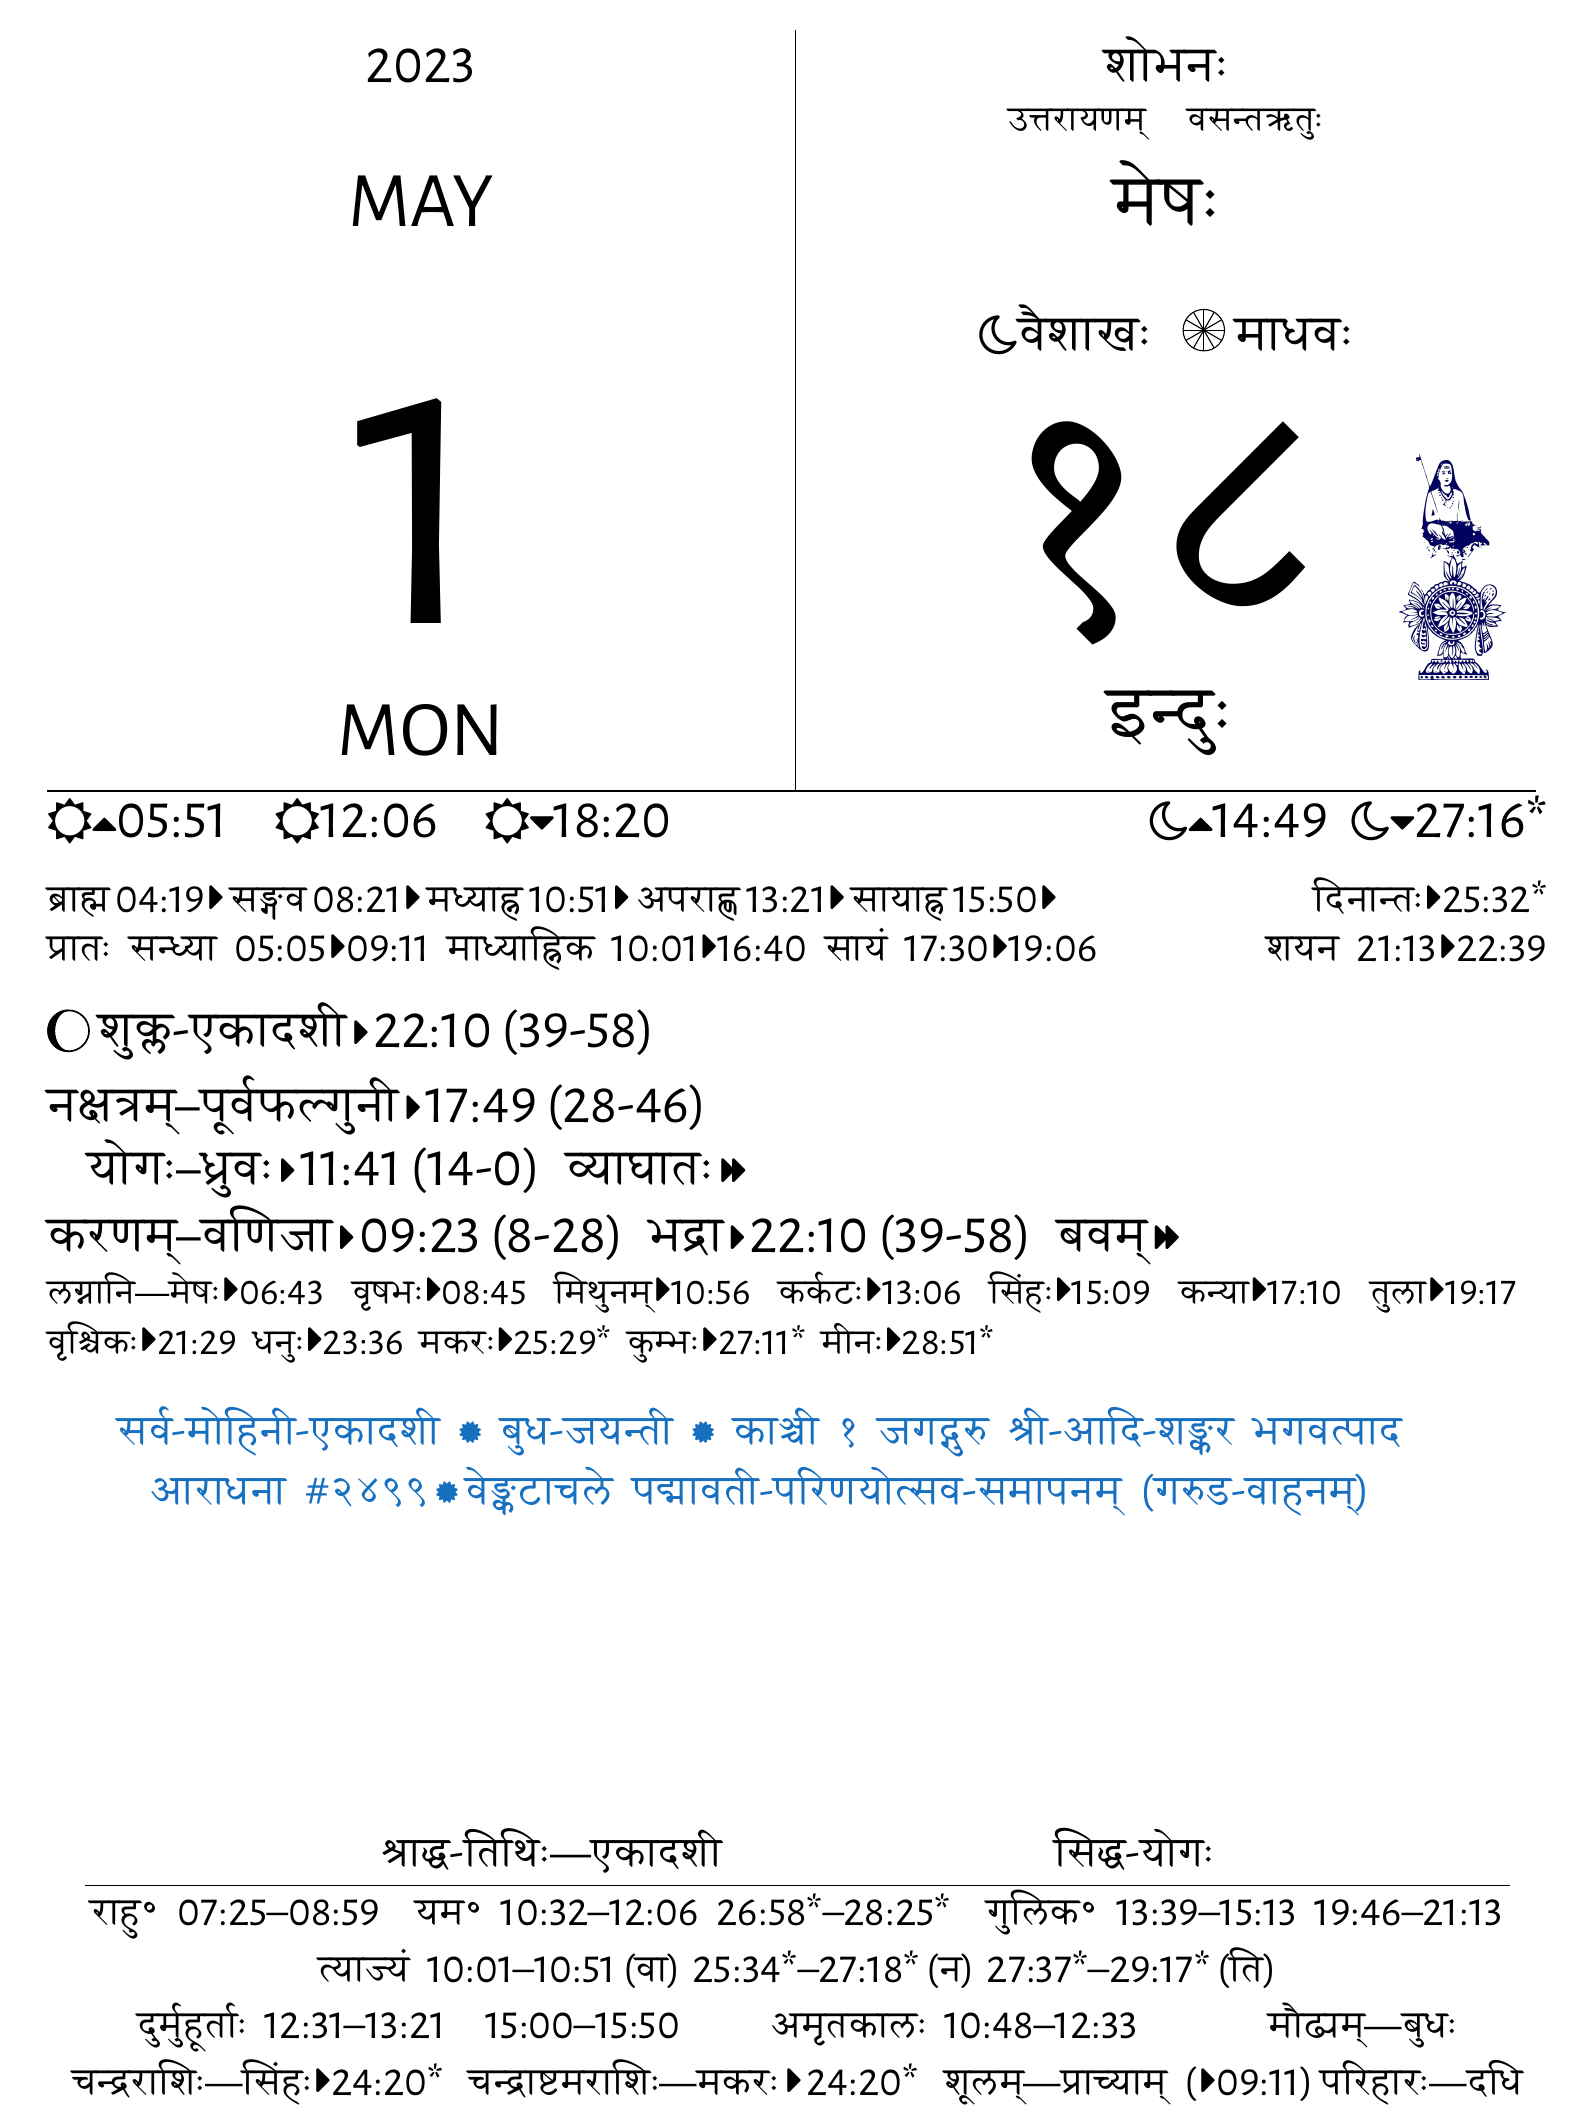 2023
MAY
1
MON
शोभनः
उत्तरायणम् वसन्तऋतुः
मेषः
वैशाखः माधवः
१८
इन्दुः
05:51 12:06 18:20 14:49 27:16*
ब्राह्म 04:19 सङ्गव 08:21 मध्याह्न 10:51 अपराह्ण 13:21 सायाह्न 15:50 दिनान्तः 25:32*
प्रातः सन्ध्या 05:05 09:11 माध्याह्निक 10:01 16:40 सायं 17:30 19:06 शयन 21:13 22:39
शुक्ल-एकादशी 22:10 (39-58)
नक्षत्रम्–पूर्वफल्गुनी 17:49 (28-46)
योगः–ध्रुवः 11:41 (14-0) व्याघातः
करणम्–वणिजा 09:23 (8-28) भद्रा 22:10 (39-58) बवम्
लग्नानि—मेषः 06:43 वृषभः 08:45 मिथुनम् 10:56 कर्कटः 13:06 सिंहः 15:09 कन्या 17:10 तुला 19:17
वृश्चिकः 21:29 धनुः 23:36 मकरः 25:29* कुम्भः 27:11* मीनः 28:51*
सर्व-मोहिनी-एकादशी ✹ बुध-जयन्ती ✹ काञ्ची १ जगद्गुरु श्री-आदि-शङ्कर भगवत्पाद
आराधना #२४९९ ✹ वेङ्कटाचले पद्मावती-परिणयोत्सव-समापनम् (गरुड-वाहनम्)
श्राद्ध-तिथिः—एकादशी सिद्ध-योगः
राहु॰ 07:25–08:59 यम॰ 10:32–12:06 26:58*–28:25* गुलिक॰ 13:39–15:13 19:46–21:13
त्याज्यं 10:01–10:51 (वा) 25:34*–27:18* (न) 27:37*–29:17* (ति)
दुर्मुहूर्ताः 12:31–13:21 15:00–15:50 अमृतकालः 10:48–12:33 मौढ्यम्—बुधः
चन्द्रराशिः—सिंहः 24:20* चन्द्राष्टमराशिः—मकरः 24:20* शूलम्—प्राच्याम् ( 09:11) परिहारः—दधि